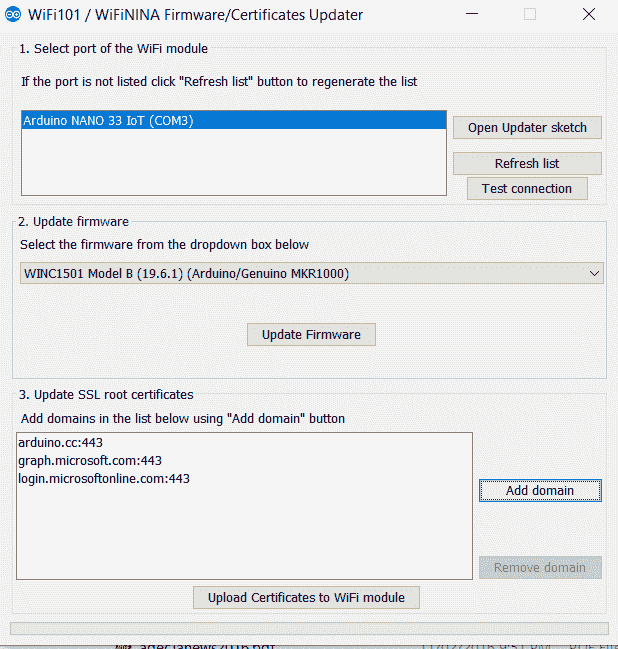 WiFi101 / WiFiNINA Firmware/Certificates Updater
1. Select port of the WiFi module
If the port is not listed click "Refresh list" button to regenerate the list
Arduino NANO 33 IoT (COM3)
Open Updater sketch
Refresh list
Test connection
2. Update firmware
Select the firmware from the dropdown box below
WINC1501 Model B (19.6.1) (Arduino/Genuino MKR1000)
Update Firmware
3. Update SSL root certificates
Add domains in the list below using "Add domain" button
arduino.cc:443
graph.microsoft.com:443
login.microsoftonline.com:443
Add domain
Remove domain
Upload Certificates to WiFi module